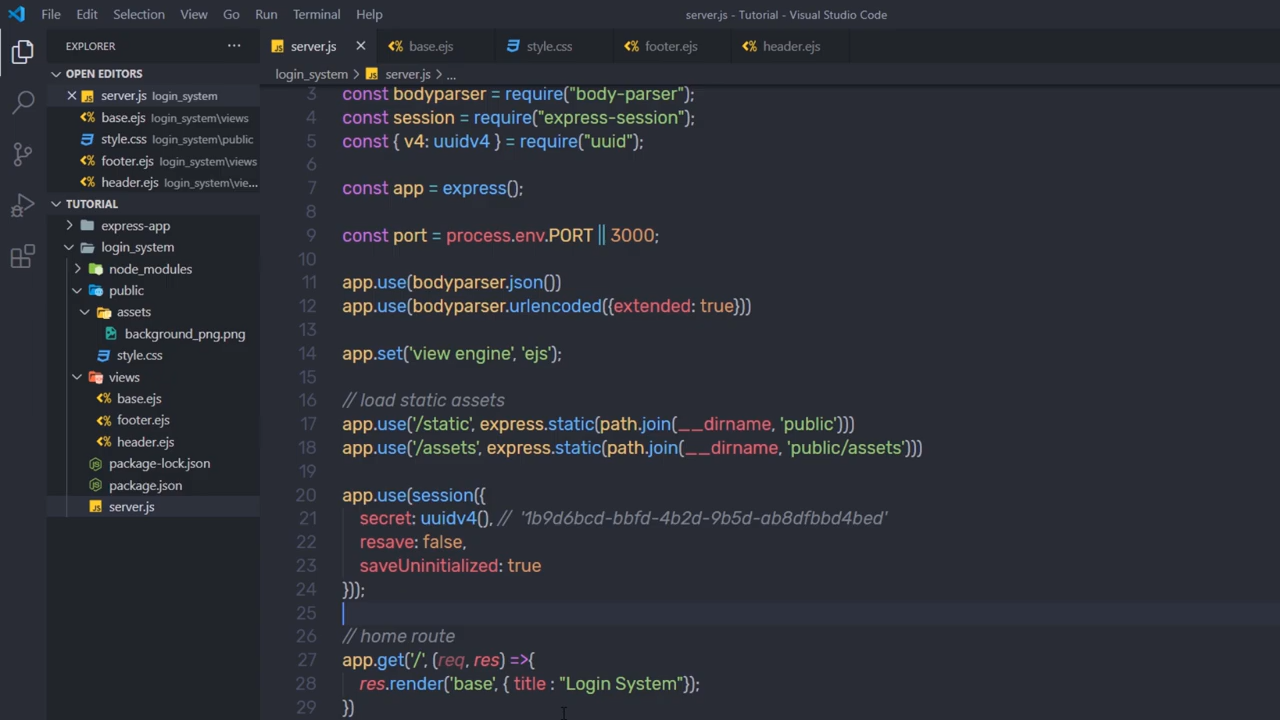 File Edit Selection View Go Run Terminal Help server.js - Tutorial - Visual Studio Code
EXPLORER ...
server.js base.ejs style.css footer.ejs header.ejs
OPEN EDITORS
login_system > server.js > ...
server.js login_system
base.ejs login_system\views
style.css login_system\public
footer.ejs login_system\views
header.ejs login_system\vie...
TUTORIAL
express-app
login_system
node_modules
public
assets
background_png.png
style.css
views
base.ejs
footer.ejs
header.ejs
package-lock.json
package.json
server.js
3 const bodyparser = require("body-parser");
4 const session = require("express-session");
5 const { v4: uuidv4 } = require("uuid");
6
7 const app = express();
8
9 const port = process.env.PORT || 3000;
10
11 app.use(bodyparser.json())
12 app.use(bodyparser.urlencoded({extended: true}))
13
14 app.set('view engine', 'ejs');
15
16 // load static assets
17 app.use('/static', express.static(path.join(__dirname, 'public')))
18 app.use('/assets', express.static(path.join(__dirname, 'public/assets')))
19
20 app.use(session({
21 secret: uuidv4(), // '1b9d6bcd-bbfd-4b2d-9b5d-ab8dfbbd4bed'
22 resave: false,
23 saveUninitialized: true
24 }));
25
26 // home route
27 app.get('/', (req, res) =>{
28 res.render('base', { title : "Login System"});
29 })